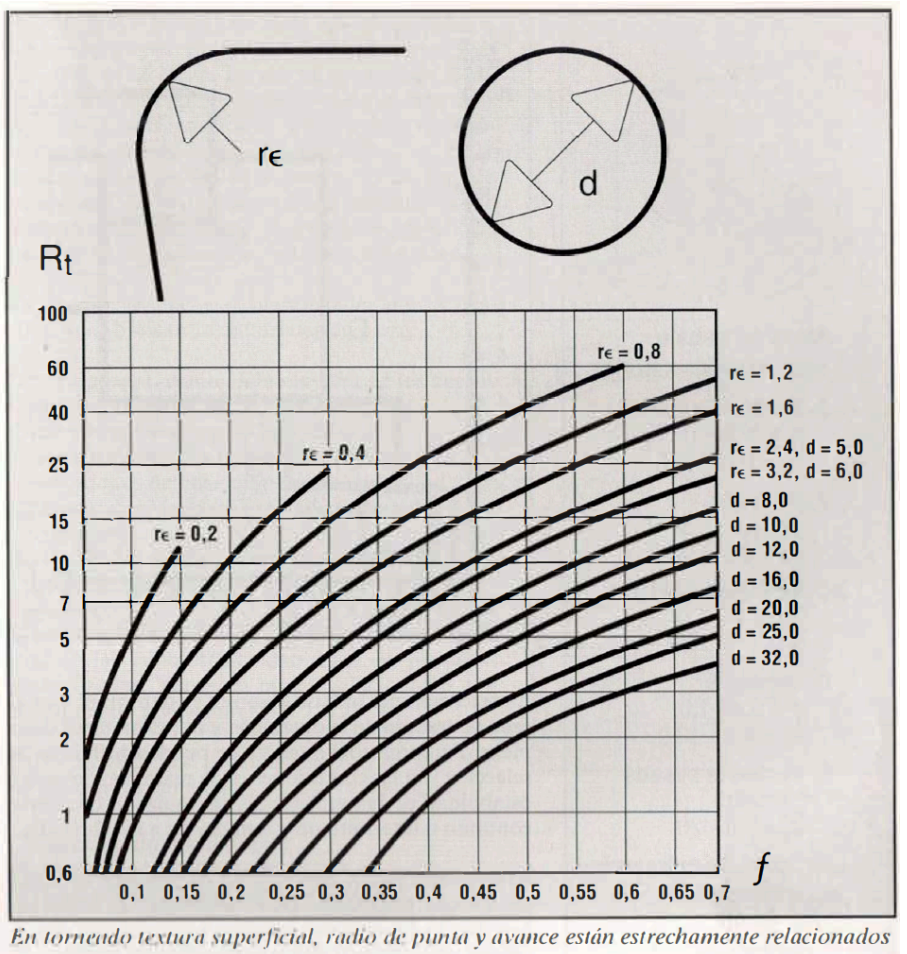 rε
d
Rt
100
60
40
25
15
10
7
5
3
2
1
0,6
rε = 0,2
rε = 0,4
rε = 0,8
rε = 1,2
rε = 1,6
rε = 2,4, d = 5,0
rε = 3,2, d = 6,0
d = 8,0
d = 10,0
d = 12,0
d = 16,0
d = 20,0
d = 25,0
d = 32,0
0,1 0,15 0,2 0,25 0,3 0,35 0,4 0,45 0,5 0,55 0,6 0,65 0,7
f
En torneado textura superficial, radio de punta y avance están estrechamente relacionados